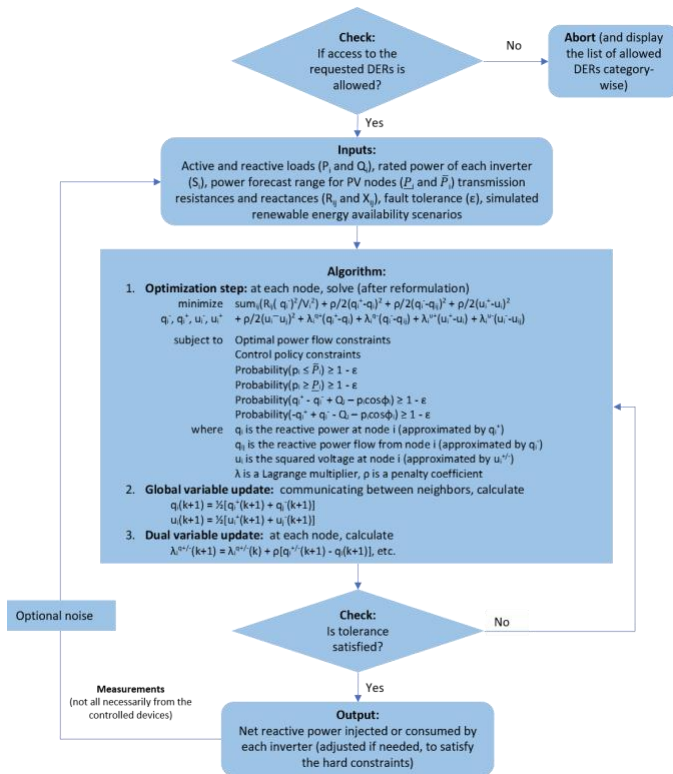 Check:
If access to the
requested DERs is
allowed?
No
Abort (and display
the list of allowed
DERs category-
wise)
Yes
Inputs:
Active and reactive loads (Pᵢ and Qᵢ), rated power of each inverter
(Sᵢ), power forecast range for PV nodes (P̲ᵢ and P̅ᵢ) transmission
resistances and reactances (Rᵢⱼ and Xᵢⱼ), fault tolerance (ε), simulated
renewable energy availability scenarios
Algorithm:
1. Optimization step: at each node, solve (after reformulation)
minimize sumᵢⱼ(Rᵢⱼ( qᵢ⁻)²/Vᵢ²) + ρ/2(qᵢ⁺-qᵢ)² + ρ/2(qᵢ⁻-qᵢⱼ)² + ρ/2(uᵢ⁺-uᵢ)²
qᵢ⁻, qᵢ⁺, uᵢ⁻, uᵢ⁺ + ρ/2(uᵢ⁻-uᵢⱼ)² + λᵢ^q⁺(qᵢ⁺-qᵢ) + λᵢ^q⁻(qᵢ⁻-qᵢⱼ) + λᵢ^u⁺(uᵢ⁺-uᵢ) + λᵢ^u⁻(uᵢ⁻-uᵢⱼ)
subject to Optimal power flow constraints
Control policy constraints
Probability(pᵢ ≤ P̅ᵢ) ≥ 1 - ε
Probability(pᵢ ≥ P̲ᵢ) ≥ 1 - ε
Probability(qᵢ⁺ - qᵢ⁻ + Qᵢ – pᵢcosϕᵢ) ≥ 1 - ε
Probability(-qᵢ⁺ + qᵢ⁻ - Qᵢ – pᵢcosϕᵢ) ≥ 1 - ε
where qᵢ is the reactive power at node i (approximated by qᵢ⁺)
qᵢⱼ is the reactive power flow from node i (approximated by qᵢ⁻)
uᵢ is the squared voltage at node i (approximated by uᵢ⁺ᐟ⁻)
λ is a Lagrange multiplier, ρ is a penalty coefficient
2. Global variable update: communicating between neighbors, calculate
qᵢ(k+1) = ½[qᵢ⁺(k+1) + qⱼ⁻(k+1)]
uᵢ(k+1) = ½[uᵢ⁺(k+1) + uⱼ⁻(k+1)]
3. Dual variable update: at each node, calculate
λᵢ^q⁺ᐟ⁻(k+1) = λᵢ^q⁺ᐟ⁻(k) + ρ[qᵢ⁺ᐟ⁻(k+1) - qᵢ(k+1)], etc.
Optional noise
Check:
Is tolerance
satisfied?
No
Yes
Measurements
(not all necessarily from the
controlled devices)
Output:
Net reactive power injected or consumed by
each inverter (adjusted if needed, to satisfy
the hard constraints)